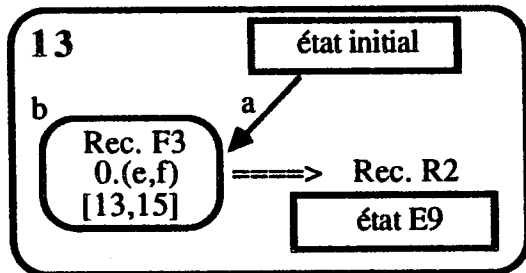 13
état initial
a
b
Rec. F3
0.(e,f)
[13,15]
====> Rec. R2
état E9